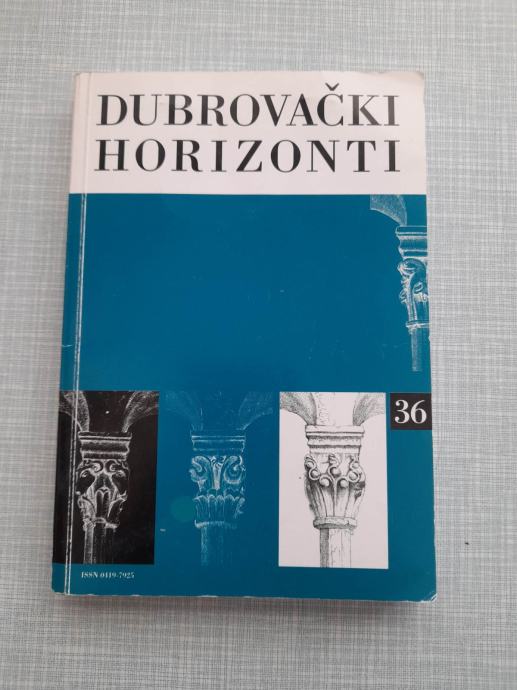 DUBROVAČKI
HORIZONTI
36
ISSN 0419-7925